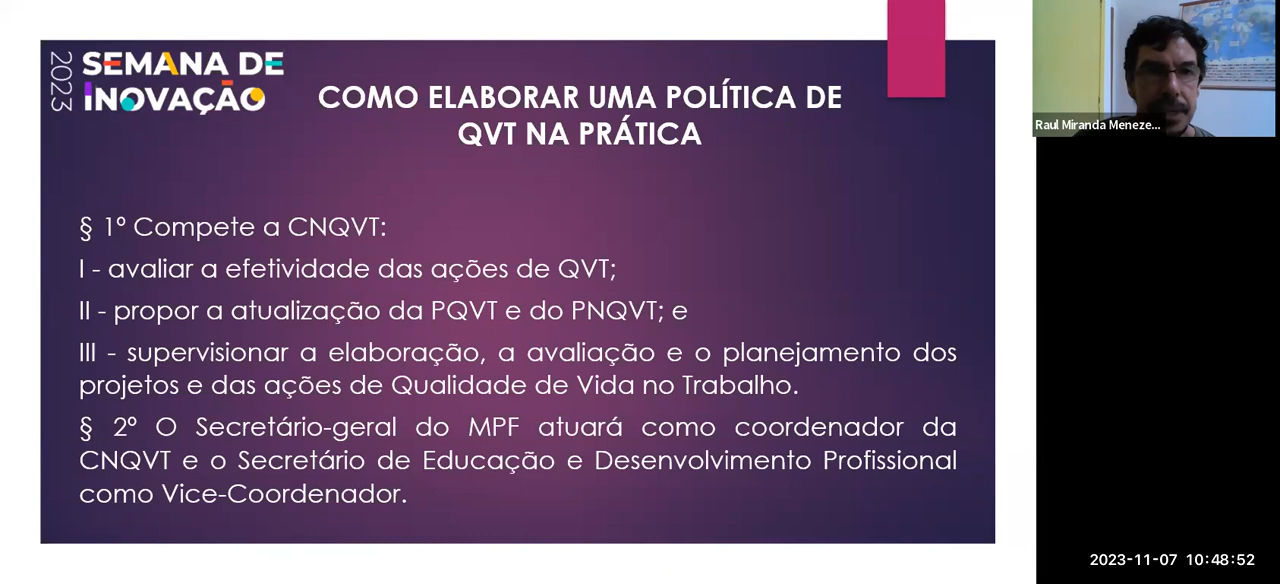 2023
SEMANA DE
INOVAÇÃO
COMO ELABORAR UMA POLÍTICA DE
QVT NA PRÁTICA
§ 1º Compete a CNQVT:
I - avaliar a efetividade das ações de QVT;
II - propor a atualização da PQVT e do PNQVT; e
III - supervisionar a elaboração, a avaliação e o planejamento dos
projetos e das ações de Qualidade de Vida no Trabalho.
§ 2º O Secretário-geral do MPF atuará como coordenador da
CNQVT e o Secretário de Educação e Desenvolvimento Profissional
como Vice-Coordenador.
Raul Miranda Meneze...
2023-11-07 10:48:52